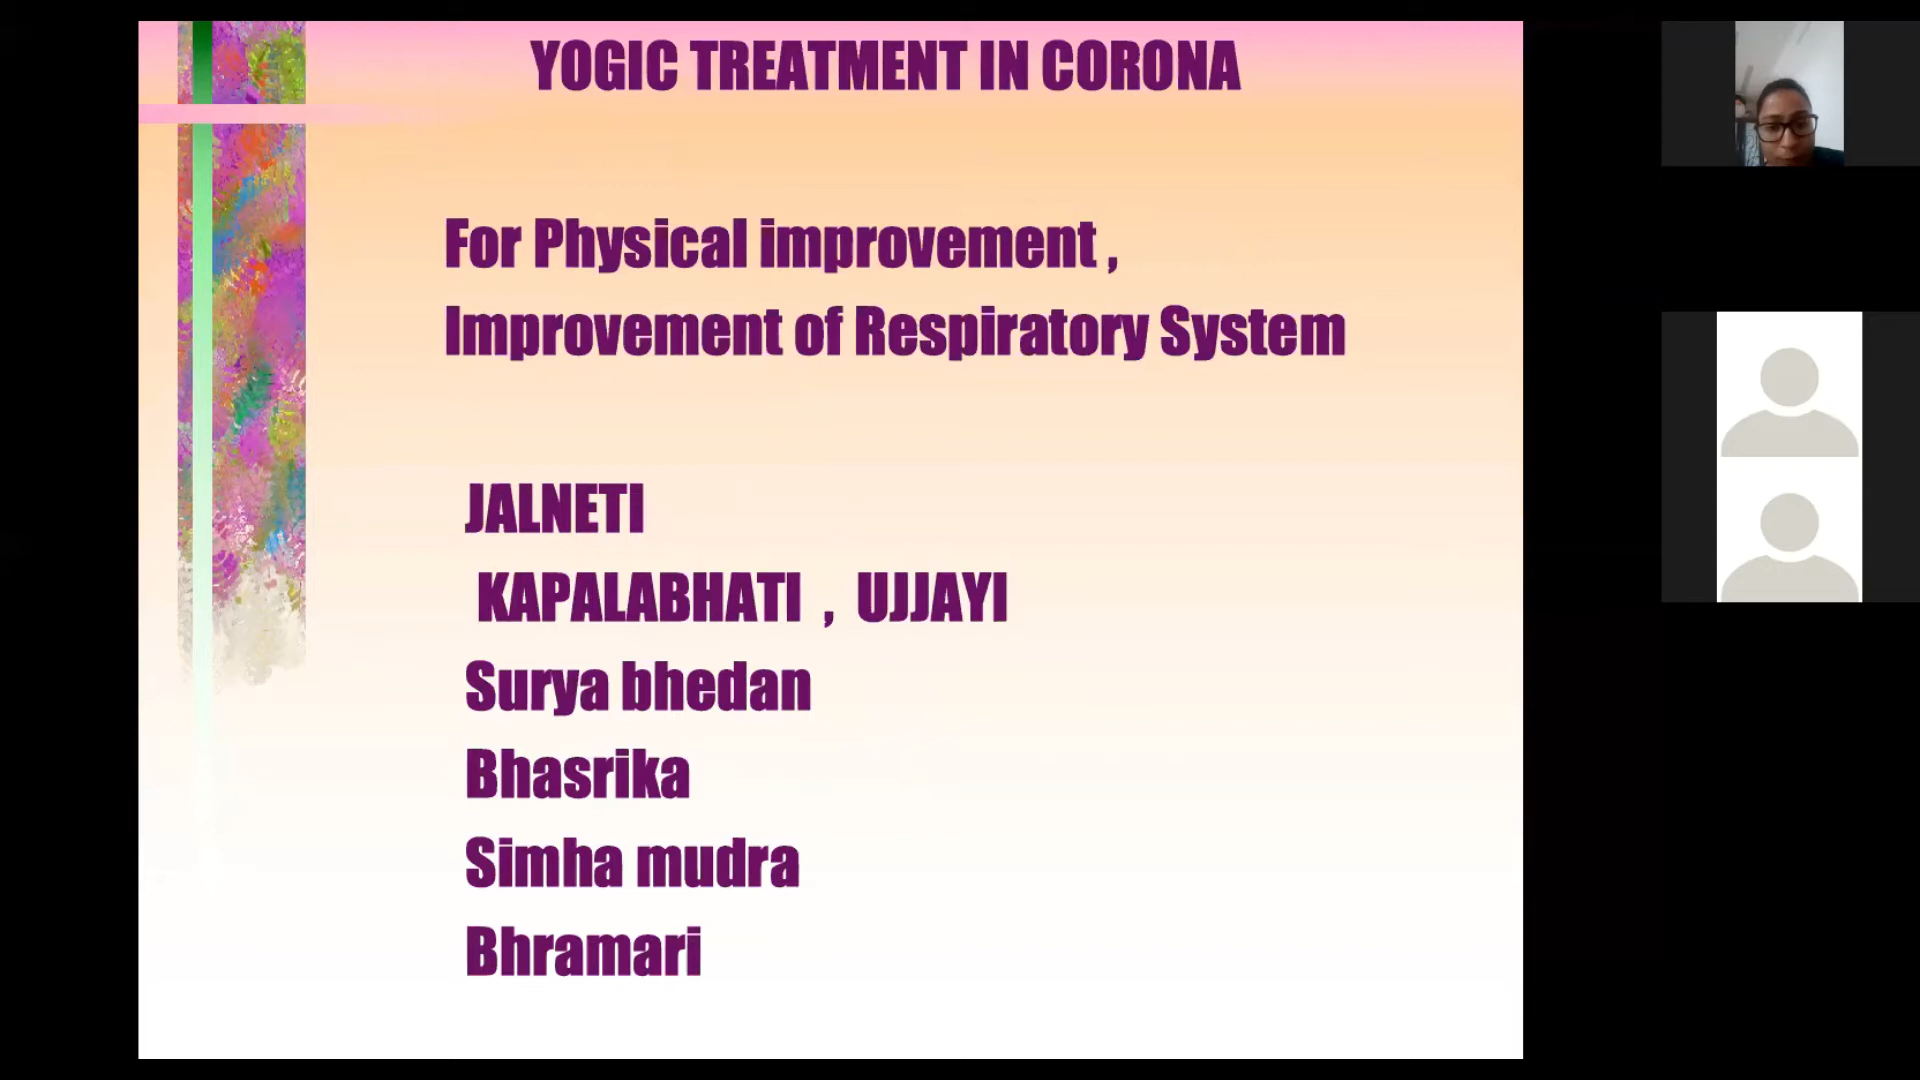 YOGIC TREATMENT IN CORONA
For Physical improvement ,
Improvement of Respiratory System
JALNETI
KAPALABHATI , UJJAYI
Surya bhedan
Bhasrika
Simha mudra
Bhramari